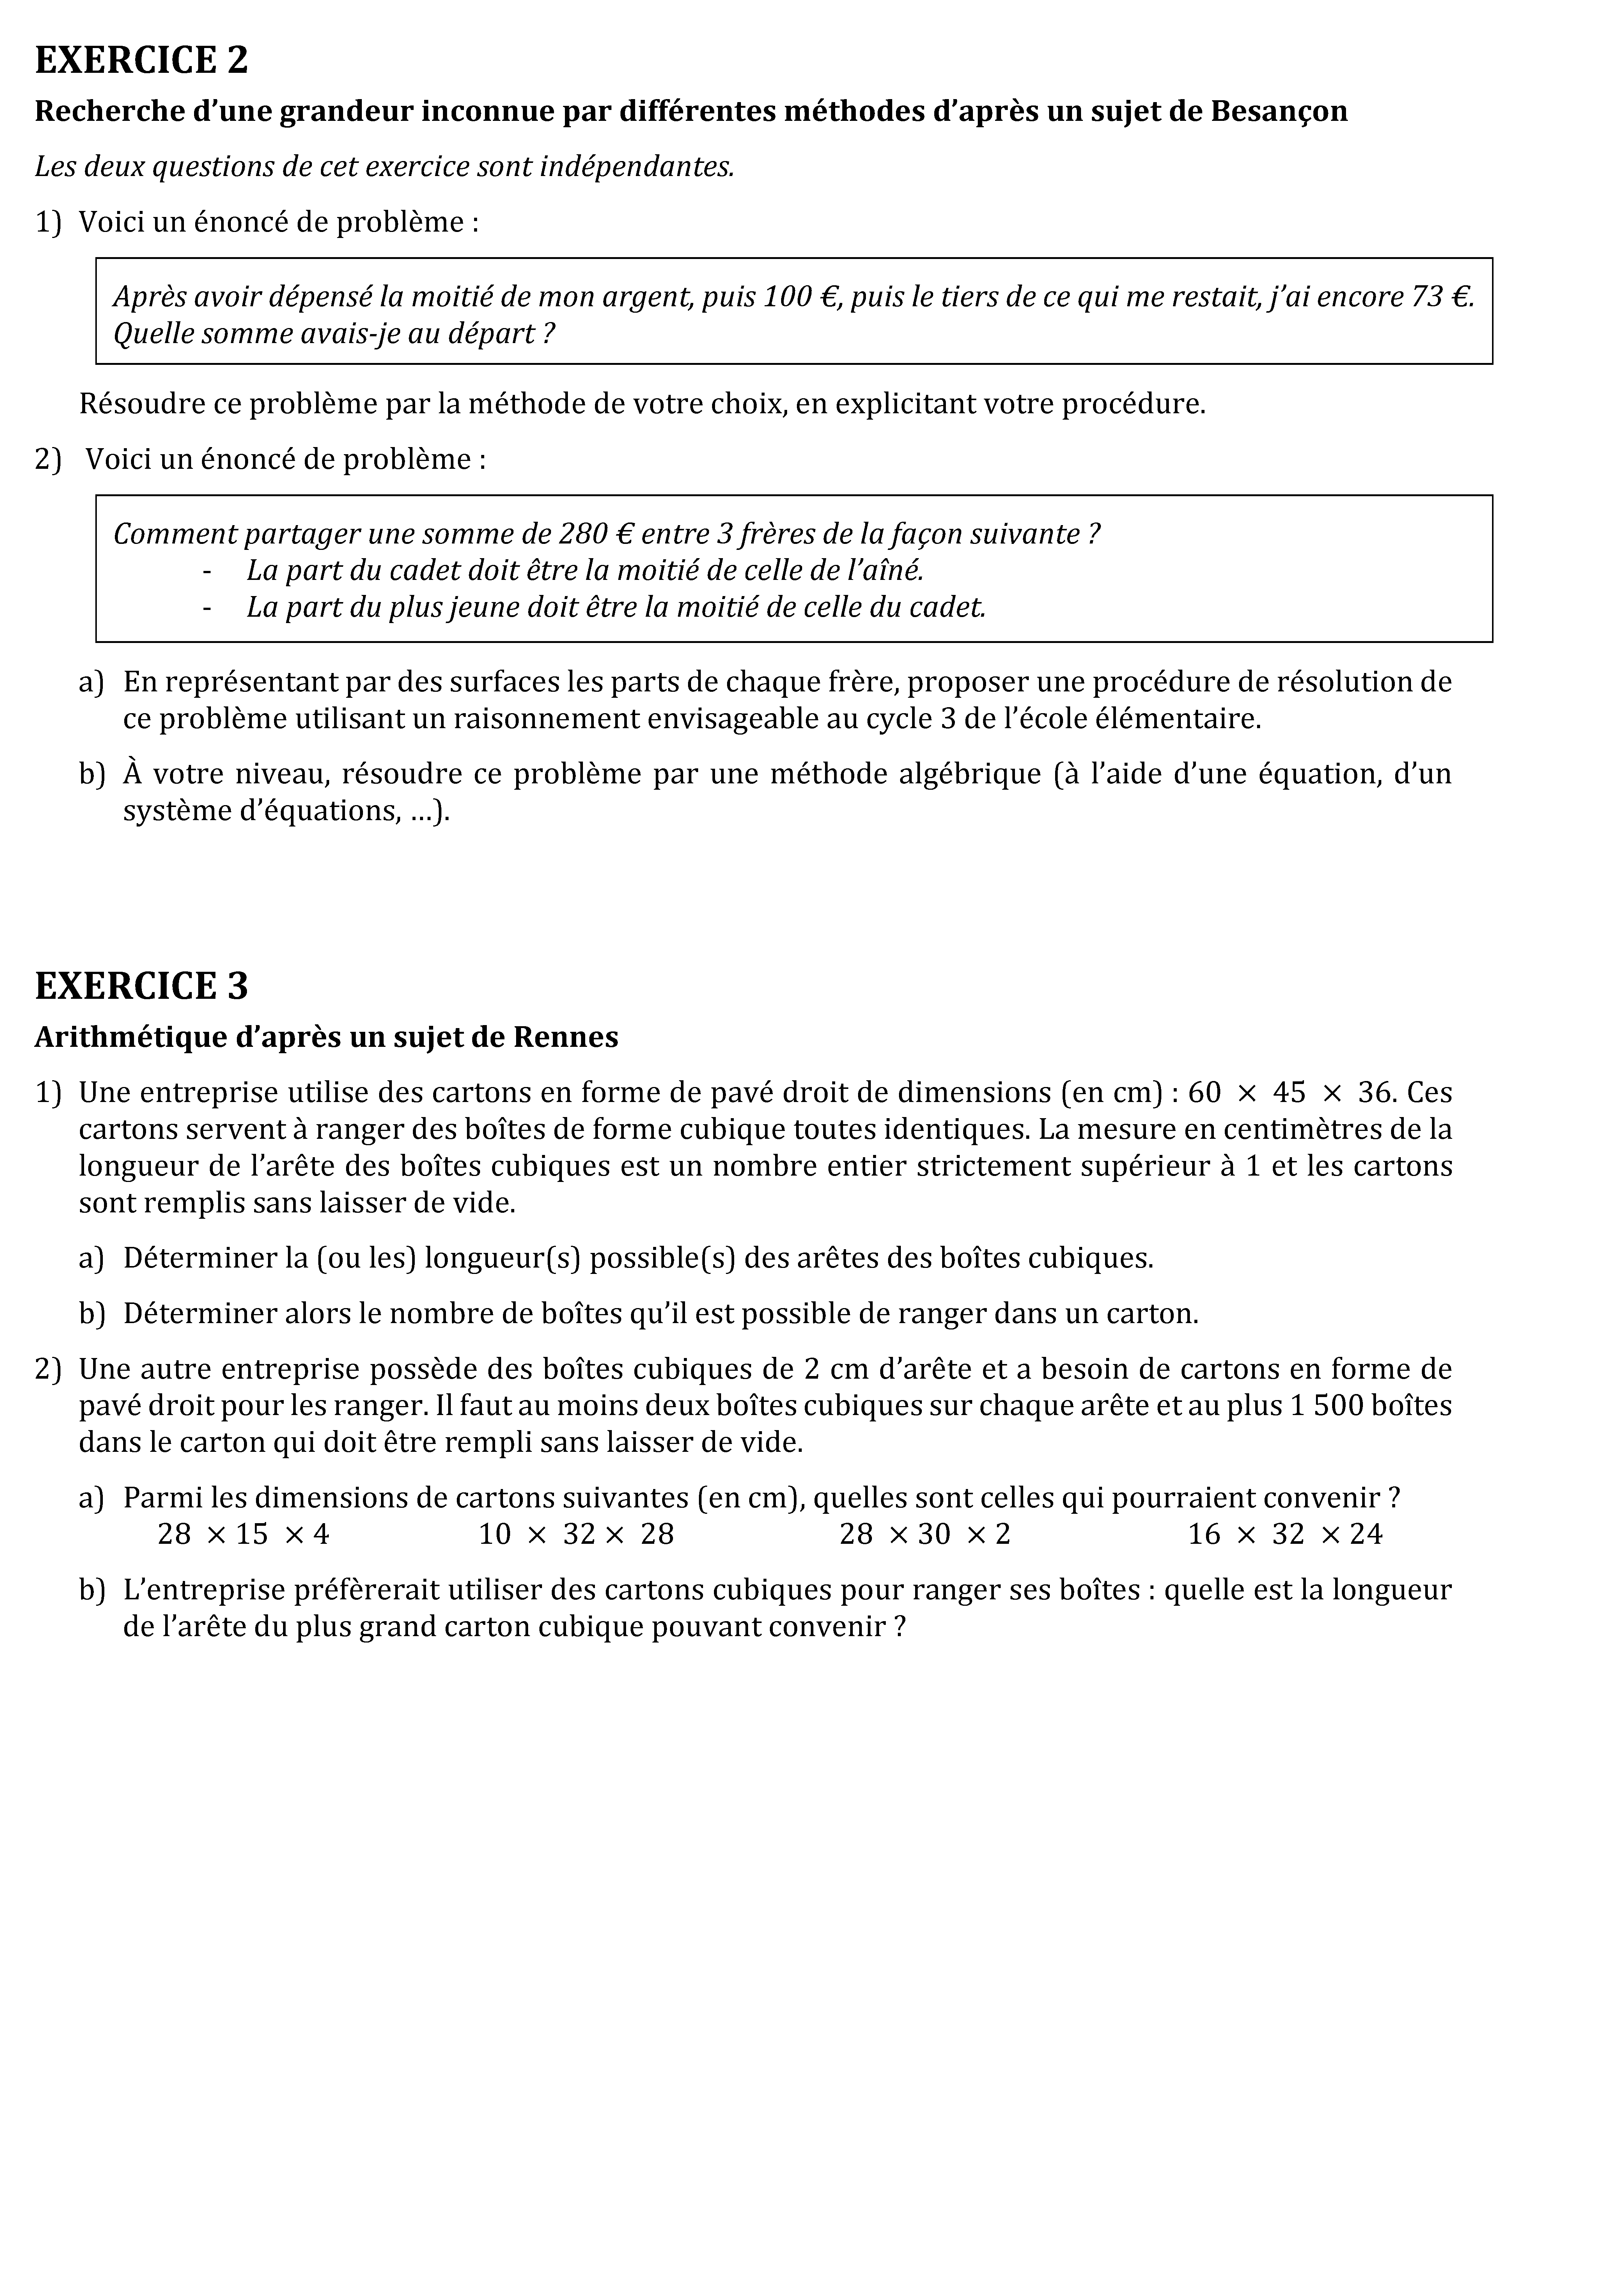 EXERCICE 2
Recherche d’une grandeur inconnue par différentes méthodes d’après un sujet de Besançon
Les deux questions de cet exercice sont indépendantes.
1) Voici un énoncé de problème :
Après avoir dépensé la moitié de mon argent, puis 100 €, puis le tiers de ce qui me restait, j’ai encore 73 €.
Quelle somme avais-je au départ ?
Résoudre ce problème par la méthode de votre choix, en explicitant votre procédure.
2) Voici un énoncé de problème :
Comment partager une somme de 280 € entre 3 frères de la façon suivante ?
- La part du cadet doit être la moitié de celle de l’aîné.
- La part du plus jeune doit être la moitié de celle du cadet.
a) En représentant par des surfaces les parts de chaque frère, proposer une procédure de résolution de
ce problème utilisant un raisonnement envisageable au cycle 3 de l’école élémentaire.
b) À votre niveau, résoudre ce problème par une méthode algébrique (à l’aide d’une équation, d’un
système d’équations, …).
EXERCICE 3
Arithmétique d’après un sujet de Rennes
1) Une entreprise utilise des cartons en forme de pavé droit de dimensions (en cm) : 60 × 45 × 36. Ces
cartons servent à ranger des boîtes de forme cubique toutes identiques. La mesure en centimètres de la
longueur de l’arête des boîtes cubiques est un nombre entier strictement supérieur à 1 et les cartons
sont remplis sans laisser de vide.
a) Déterminer la (ou les) longueur(s) possible(s) des arêtes des boîtes cubiques.
b) Déterminer alors le nombre de boîtes qu’il est possible de ranger dans un carton.
2) Une autre entreprise possède des boîtes cubiques de 2 cm d’arête et a besoin de cartons en forme de
pavé droit pour les ranger. Il faut au moins deux boîtes cubiques sur chaque arête et au plus 1 500 boîtes
dans le carton qui doit être rempli sans laisser de vide.
a) Parmi les dimensions de cartons suivantes (en cm), quelles sont celles qui pourraient convenir ?
28 × 15 × 4 10 × 32 × 28 28 × 30 × 2 16 × 32 × 24
b) L’entreprise préfèrerait utiliser des cartons cubiques pour ranger ses boîtes : quelle est la longueur
de l’arête du plus grand carton cubique pouvant convenir ?